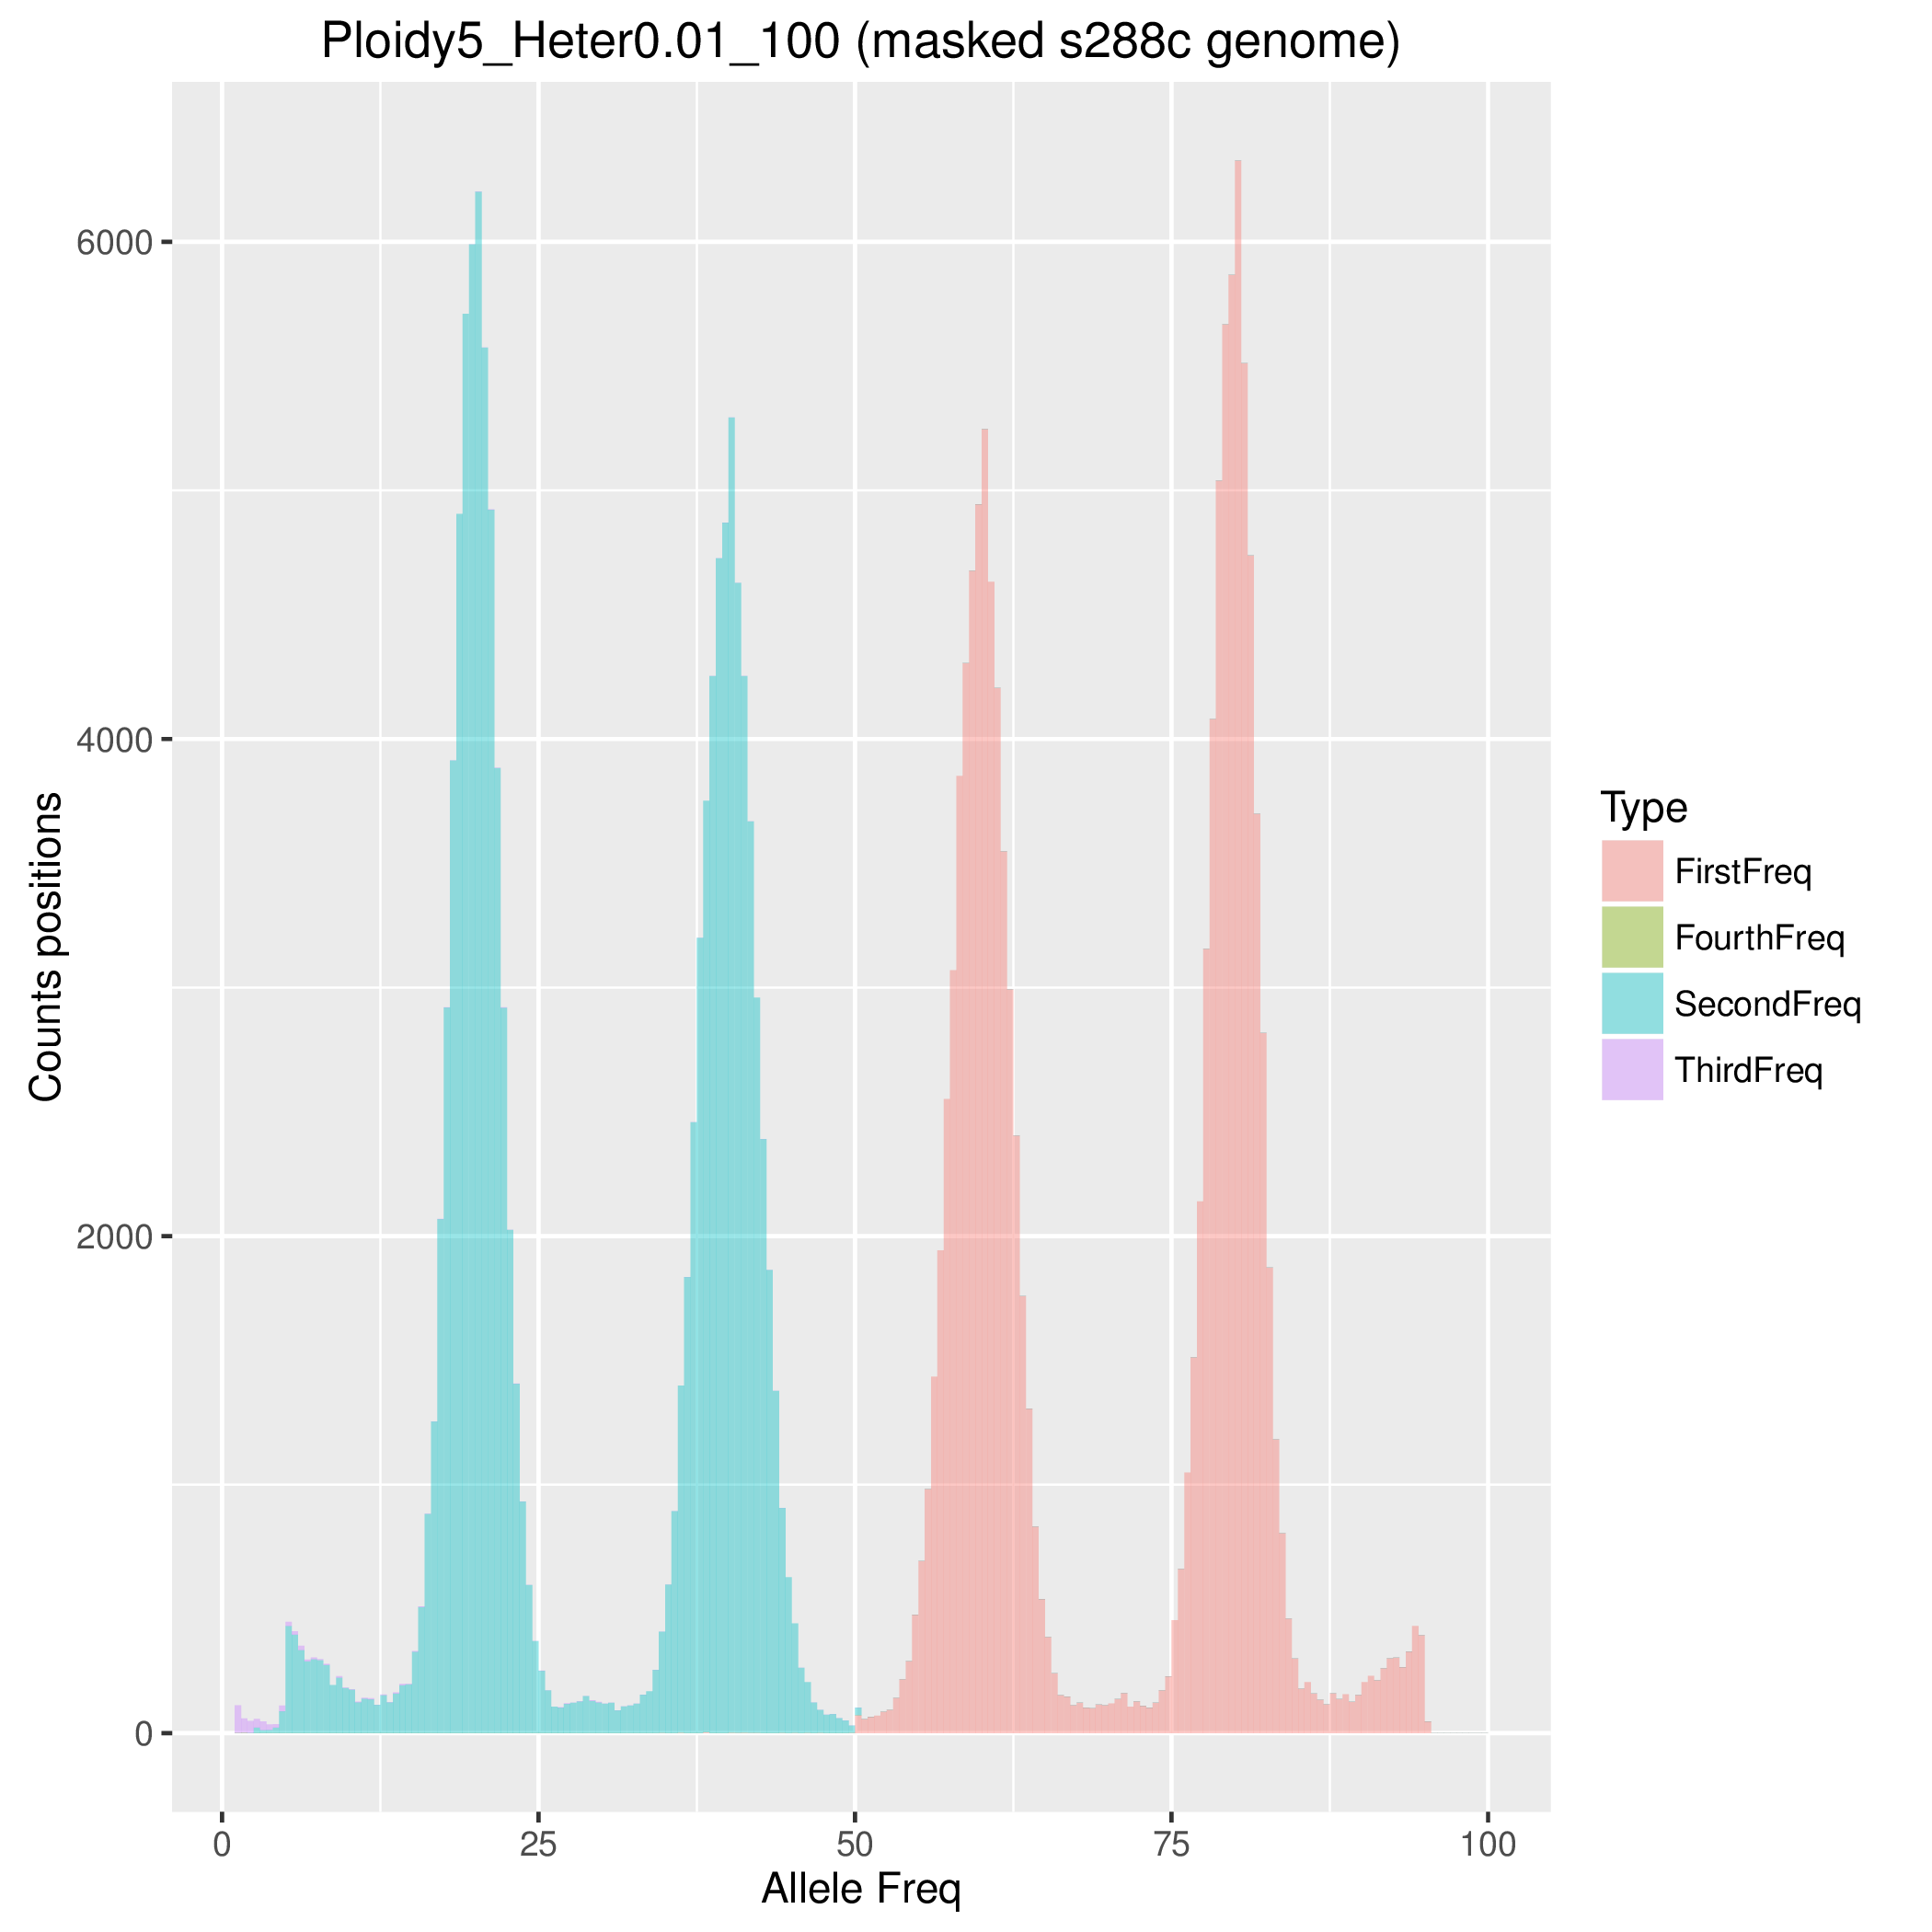 Ploidy5_Heter0.01_100 (masked s288c genome)
Counts positions
6000
4000
2000
0
0 25 50 75 100
Allele Freq
Type
FirstFreq
FourthFreq
SecondFreq
ThirdFreq